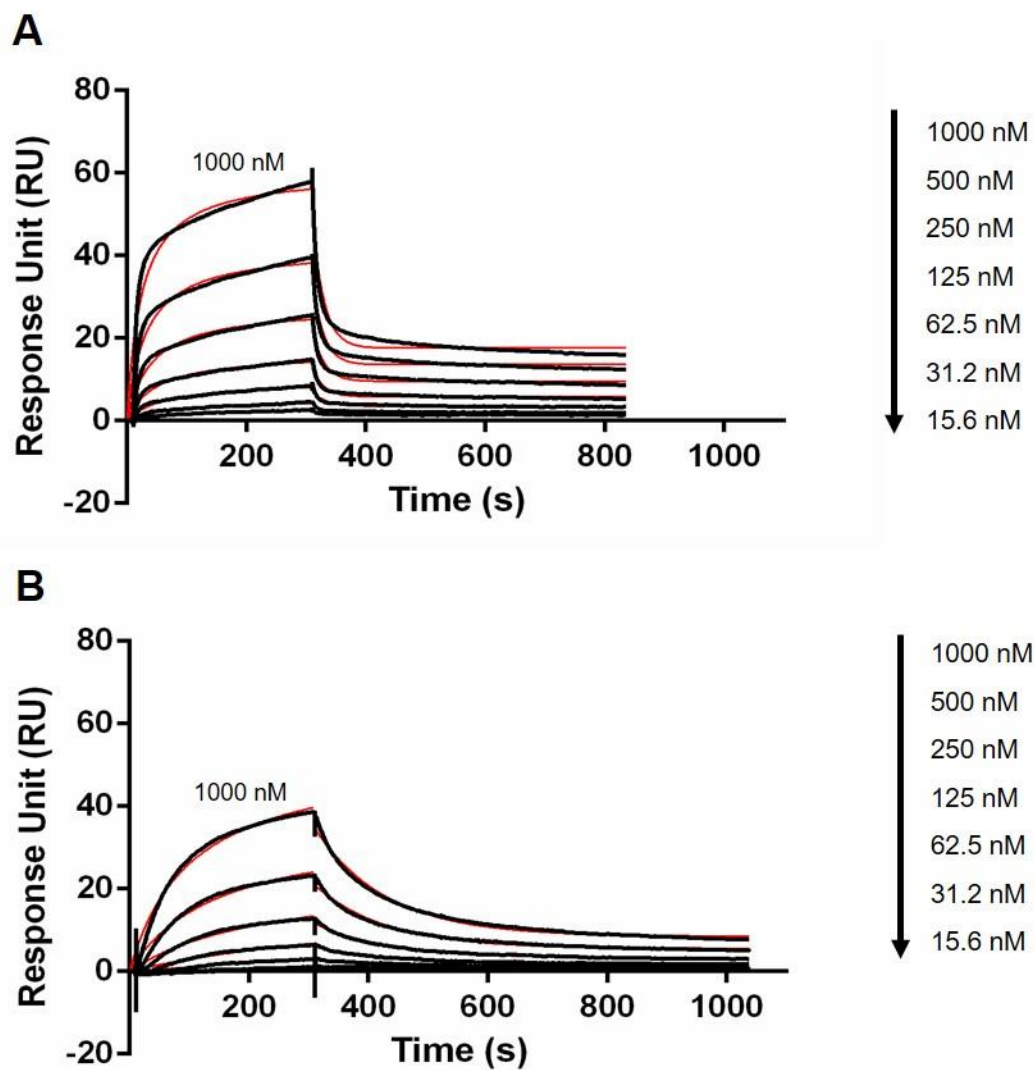 A
80
60
40
20
0
-20
Response Unit (RU)
1000 nM
200
400
600
800
1000
Time (s)
1000 nM
500 nM
250 nM
125 nM
62.5 nM
31.2 nM
15.6 nM
B
80
60
40
20
0
-20
Response Unit (RU)
1000 nM
200
400
600
800
1000
Time (s)
1000 nM
500 nM
250 nM
125 nM
62.5 nM
31.2 nM
15.6 nM